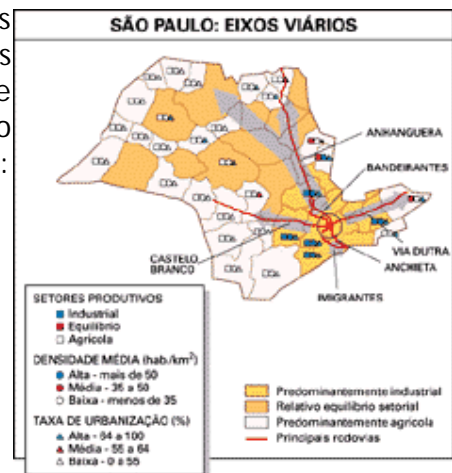 s
SÃO PAULO: EIXOS VIÁRIOS
s
e
o
:
ANHANGUERA
BANDEIRANTES
CASTELO
BRANCO
VIA DUTRA
ANCHIETA
IMIGRANTES
SETORES PRODUTIVOS
Industrial
Equilíbrio
Agrícola
DENSIDADE MÉDIA (hab./km²)
Alta - mais de 50
Média - 35 a 50
Baixa - menos de 35
TAXA DE URBANIZAÇÃO (%)
Alta - 64 a 100
Média - 55 a 64
Baixa - 0 a 55
Predominantemente industrial
Relativo equilíbrio setorial
Predominantemente agrícola
Principais rodovias